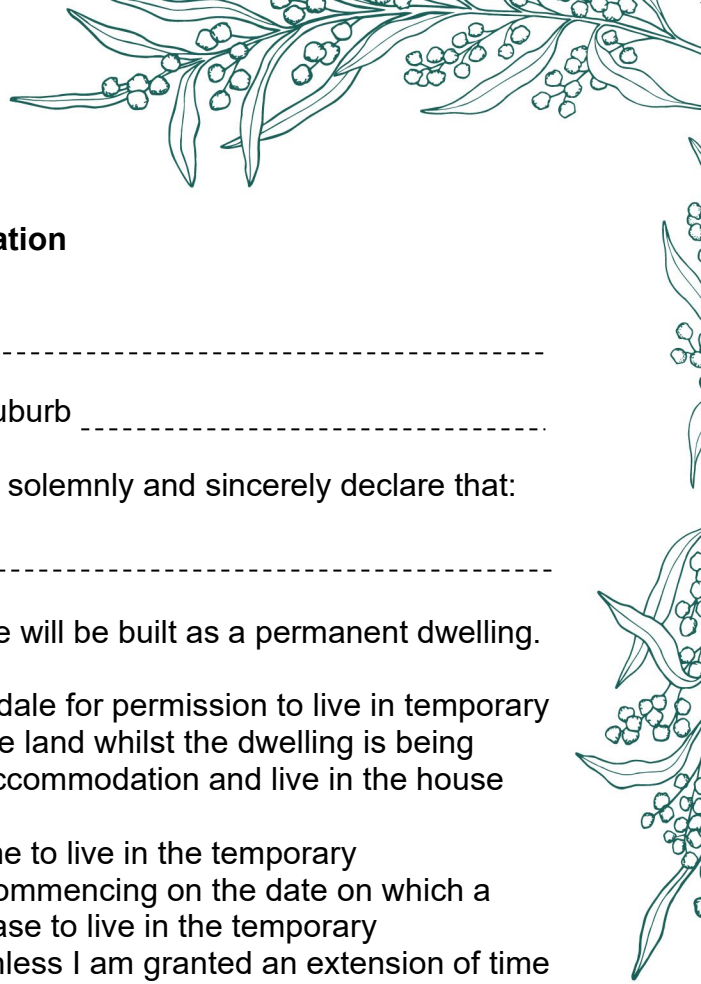 ation
uburb
solemnly and sincerely declare that:
e will be built as a permanent dwelling.
dale for permission to live in temporary
e land whilst the dwelling is being
ccommodation and live in the house
e to live in the temporary
ommencing on the date on which a
ase to live in the temporary
nless I am granted an extension of time